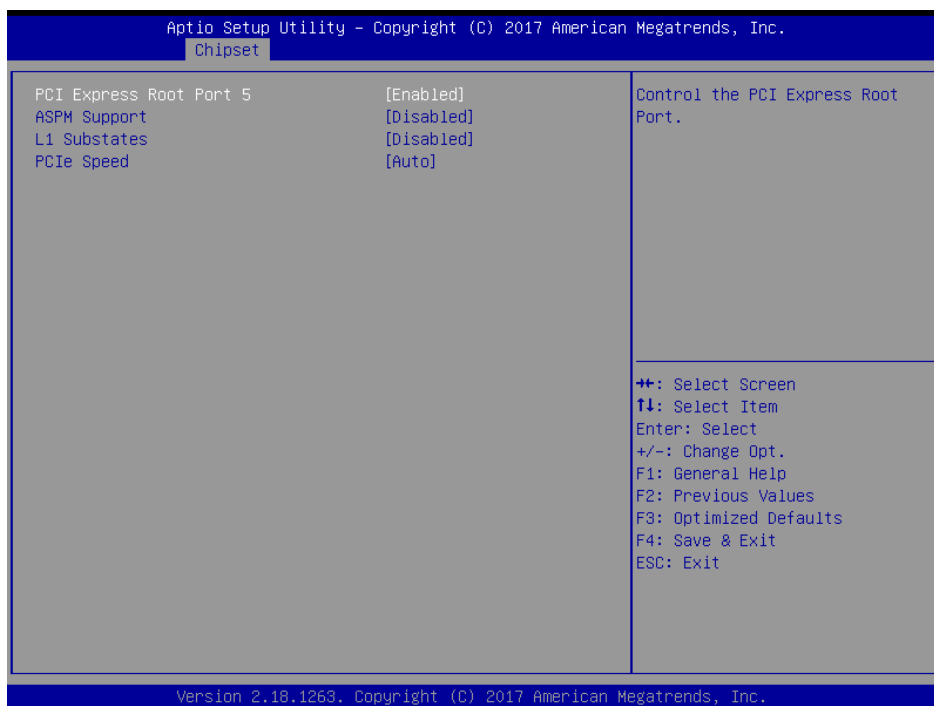 Aptio Setup Utility – Copyright (C) 2017 American Megatrends, Inc.
Chipset
PCI Express Root Port 5 [Enabled]
ASPM Support [Disabled]
L1 Substates [Disabled]
PCIe Speed [Auto]
Control the PCI Express Root
Port.
→←: Select Screen
↑↓: Select Item
Enter: Select
+/-: Change Opt.
F1: General Help
F2: Previous Values
F3: Optimized Defaults
F4: Save & Exit
ESC: Exit
Version 2.18.1263. Copyright (C) 2017 American Megatrends, Inc.